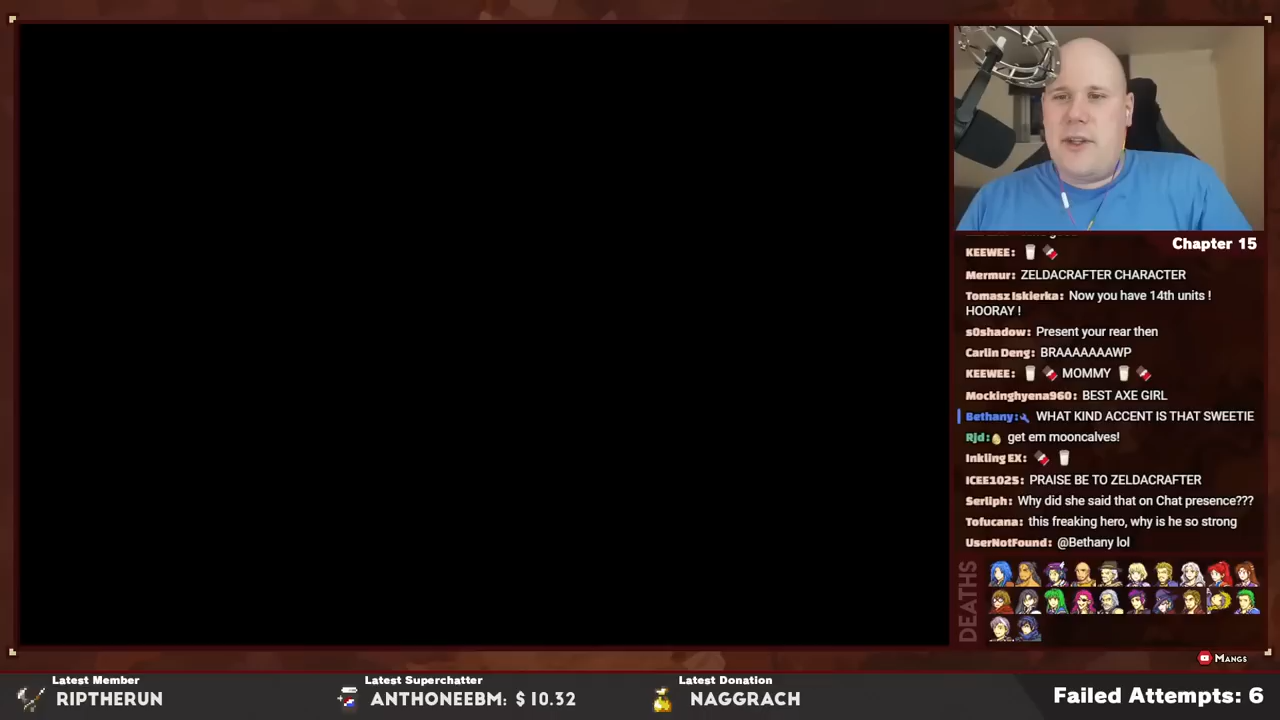 Chapter 15
KEEWEE:
Mermur: ZELDACRAFTER CHARACTER
Tomasz Iskierka: Now you have 14th units !
HOORAY !
s0shadow: Present your rear then
Carlin Deng: BRAAAAAAWP
KEEWEE: MOMMY
Mockinghyena960: BEST AXE GIRL
Bethany: WHAT KIND ACCENT IS THAT SWEETIE
Rjd: get em mooncalves!
Inkling EX:
ICEE1025: PRAISE BE TO ZELDACRAFTER
Serliph: Why did she said that on Chat presence???
Tofucana: this freaking hero, why is he so strong
UserNotFound: @Bethany lol
DEATHS
MANGS
Latest Member
RIPTHERUN
Latest Superchatter
ANTHONEEBM: $10.32
Latest Donation
NAGGRACH
Failed Attempts: 6